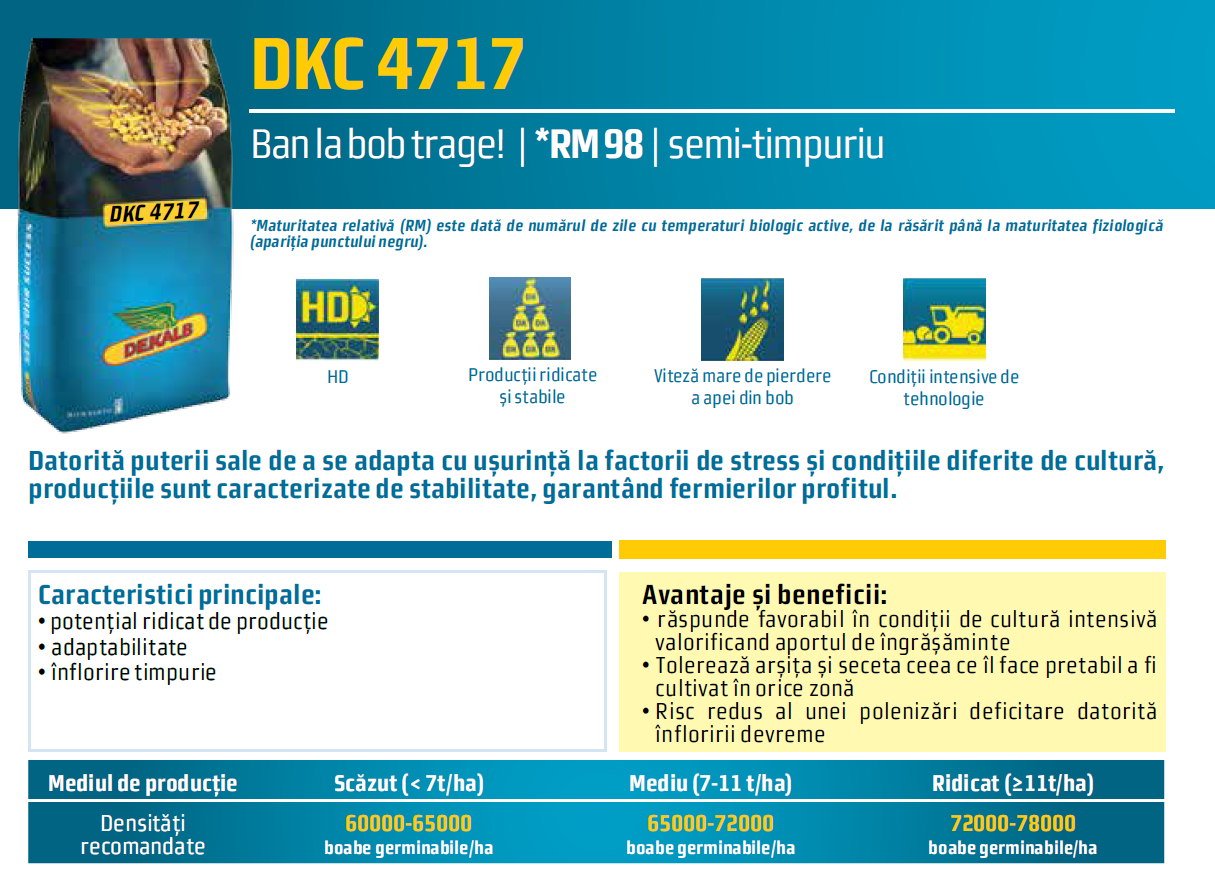 DKC 4717
Ban la bob trage! | *RM 98 | semi-timpuriu
DKC 4717
SEED YOUR SUCCESS
DEKALB
MONSANTO
*Maturitatea relativă (RM) este dată de numărul de zile cu temperaturi biologic active, de la răsărit până la maturitatea fiziologică
(apariția punctului negru).
HD
HD
Producții ridicate
și stabile
Viteză mare de pierdere
a apei din bob
Condiții intensive de
tehnologie
Datorită puterii sale de a se adapta cu ușurință la factorii de stress și condițiile diferite de cultură,
producțiile sunt caracterizate de stabilitate, garantând fermierilor profitul.
Caracteristici principale:
• potențial ridicat de producție
• adaptabilitate
• înflorire timpurie
Avantaje și beneficii:
• răspunde favorabil în condiții de cultură intensivă
valorificand aportul de îngrășăminte
• Tolerează arșița și seceta ceea ce îl face pretabil a fi
cultivat în orice zonă
• Risc redus al unei polenizări deficitare datorită
înfloririi devreme
Mediul de producție Scăzut (< 7t/ha) Mediu (7-11 t/ha) Ridicat (≥11t/ha)
Densități 60000-65000 65000-72000 72000-78000
recomandate boabe germinabile/ha boabe germinabile/ha boabe germinabile/ha